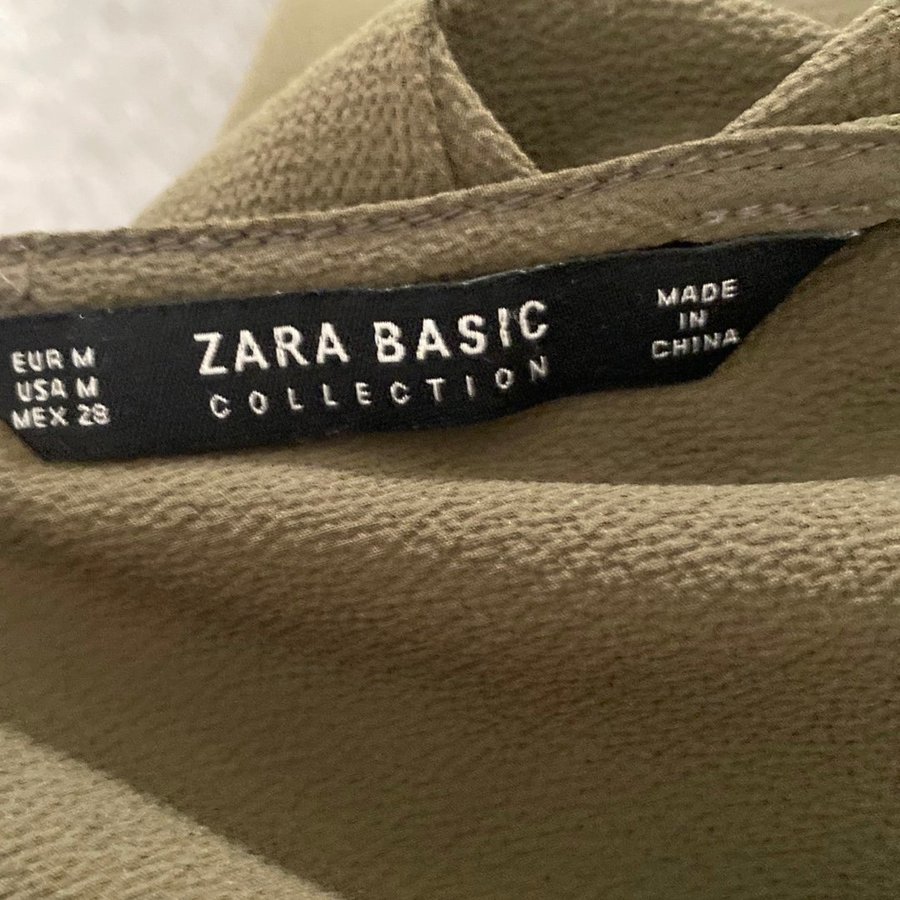 EUR M
USA M
MEX 28
ZARA BASIC
COLLECTION
MADE
IN
CHINA